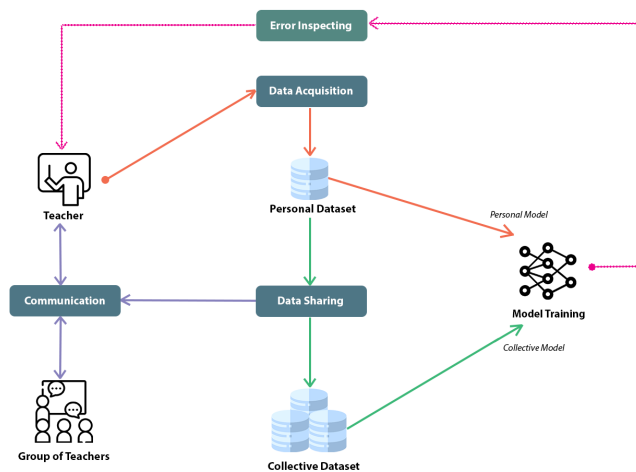 Error Inspecting
Data Acquisition
Teacher
Personal Dataset
Personal Model
Communication
Data Sharing
Model Training
Collective Model
Group of Teachers
Collective Dataset